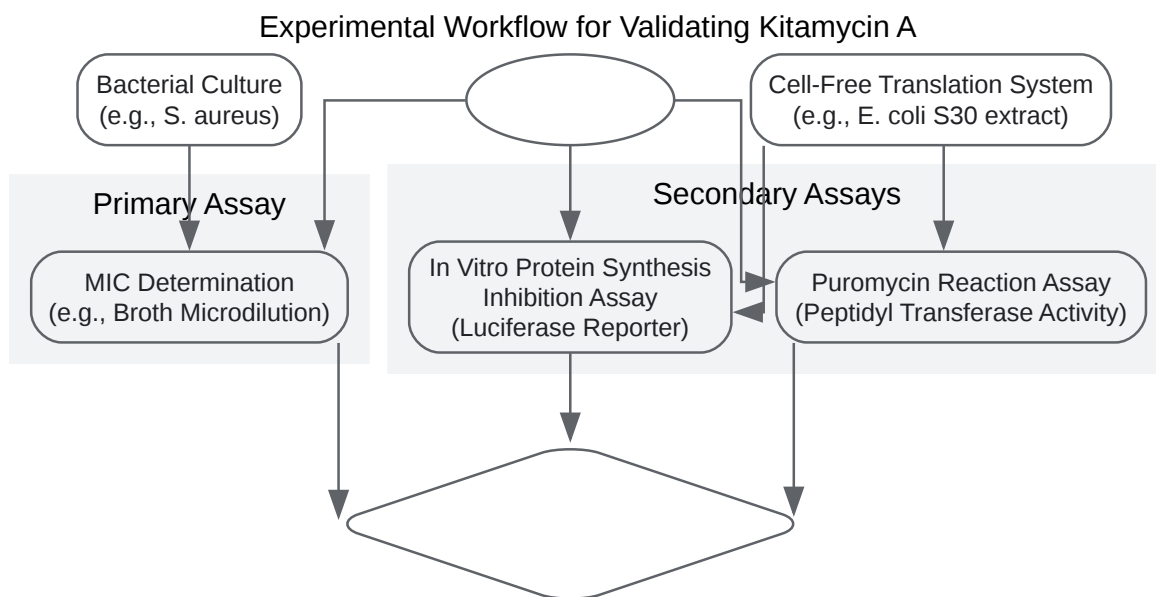 Experimental Workflow for Validating Kitamycin A
Bacterial Culture
(e.g., S. aureus)
Cell-Free Translation System
(e.g., E. coli S30 extract)
Primary Assay
Secondary Assays
MIC Determination
(e.g., Broth Microdilution)
In Vitro Protein Synthesis
Inhibition Assay
(Luciferase Reporter)
Puromycin Reaction Assay
(Peptidyl Transferase Activity)